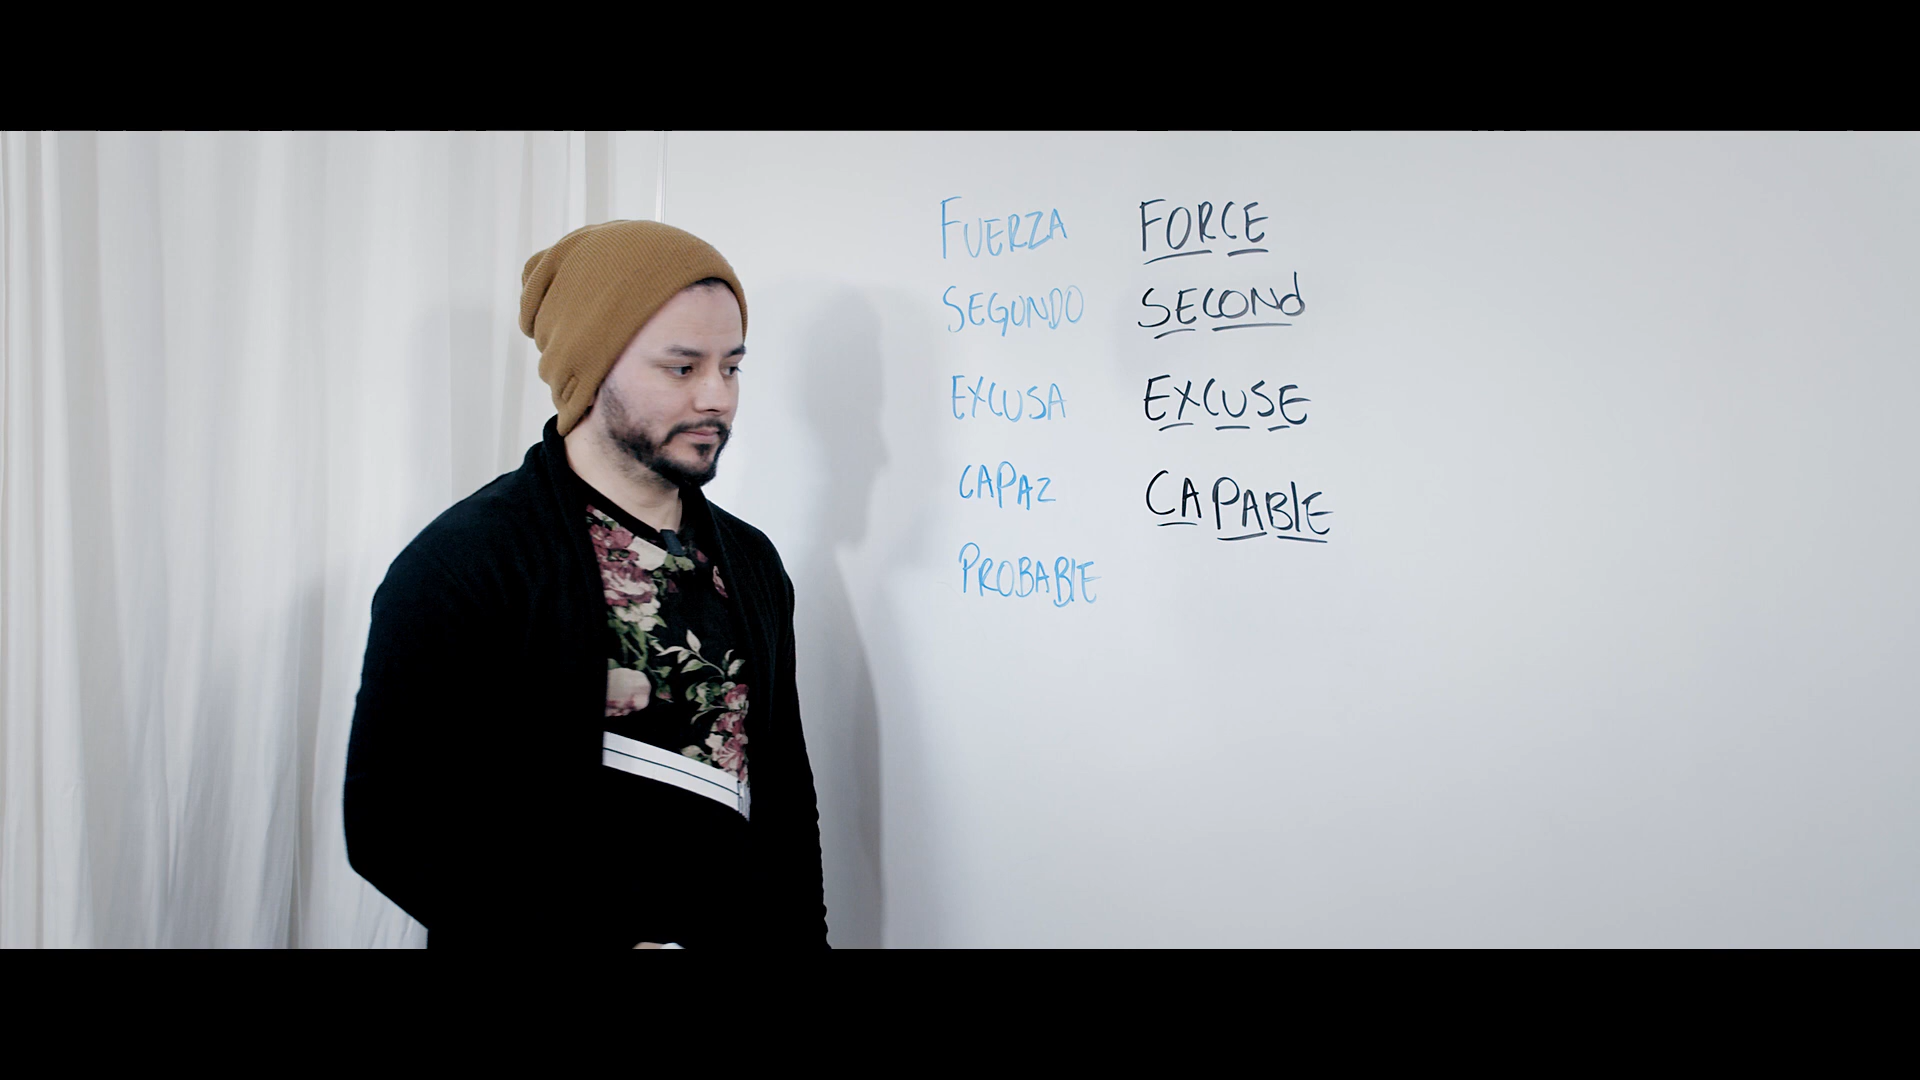 FUERZA FORCE
SEGUNDO SECONd
EXCUSA EXCUSE
CAPAZ CAPABlE
PROBABlE